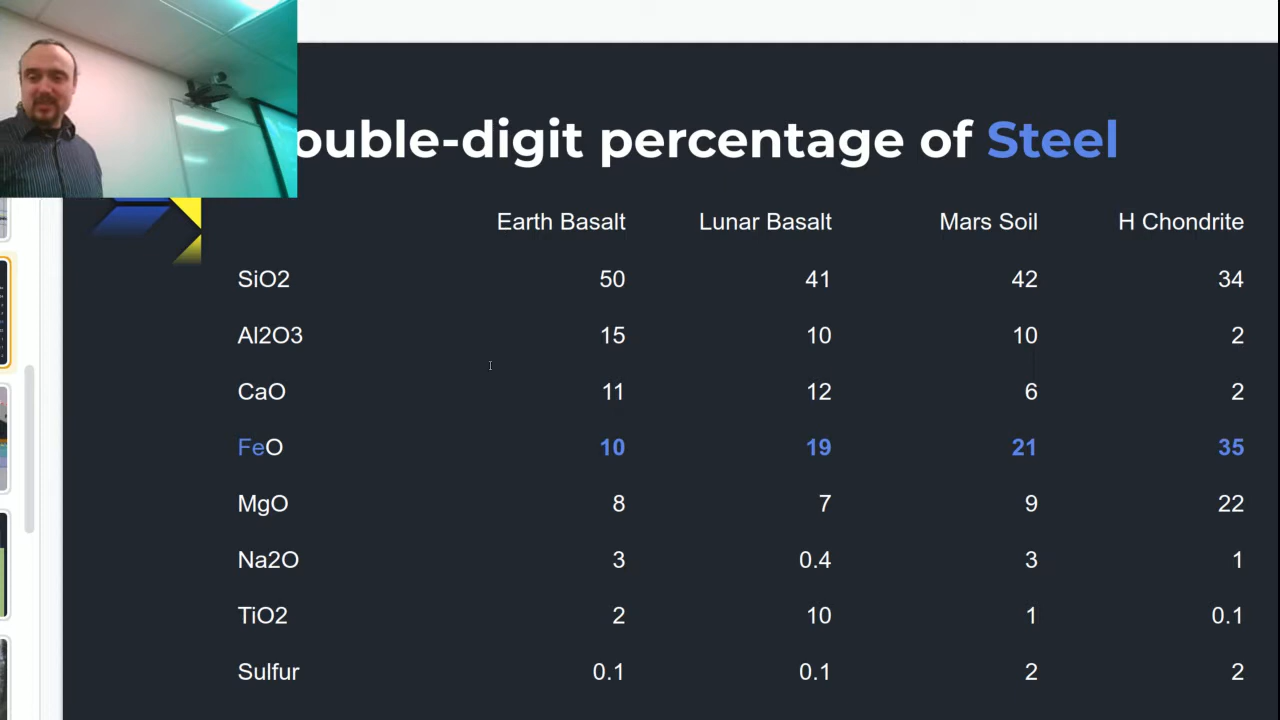 ouble-digit percentage of Steel
Earth Basalt Lunar Basalt Mars Soil H Chondrite
SiO2 50 41 42 34
Al2O3 15 10 10 2
CaO 11 12 6 2
FeO 10 19 21 35
MgO 8 7 9 22
Na2O 3 0.4 3 1
TiO2 2 10 1 0.1
Sulfur 0.1 0.1 2 2